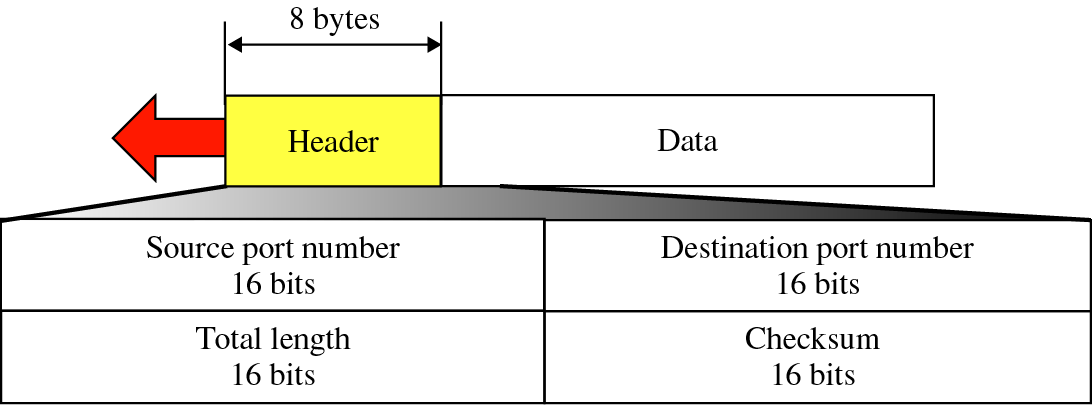 8 bytes
Header
Data
Source port number
16 bits
Destination port number
16 bits
Total length
16 bits
Checksum
16 bits